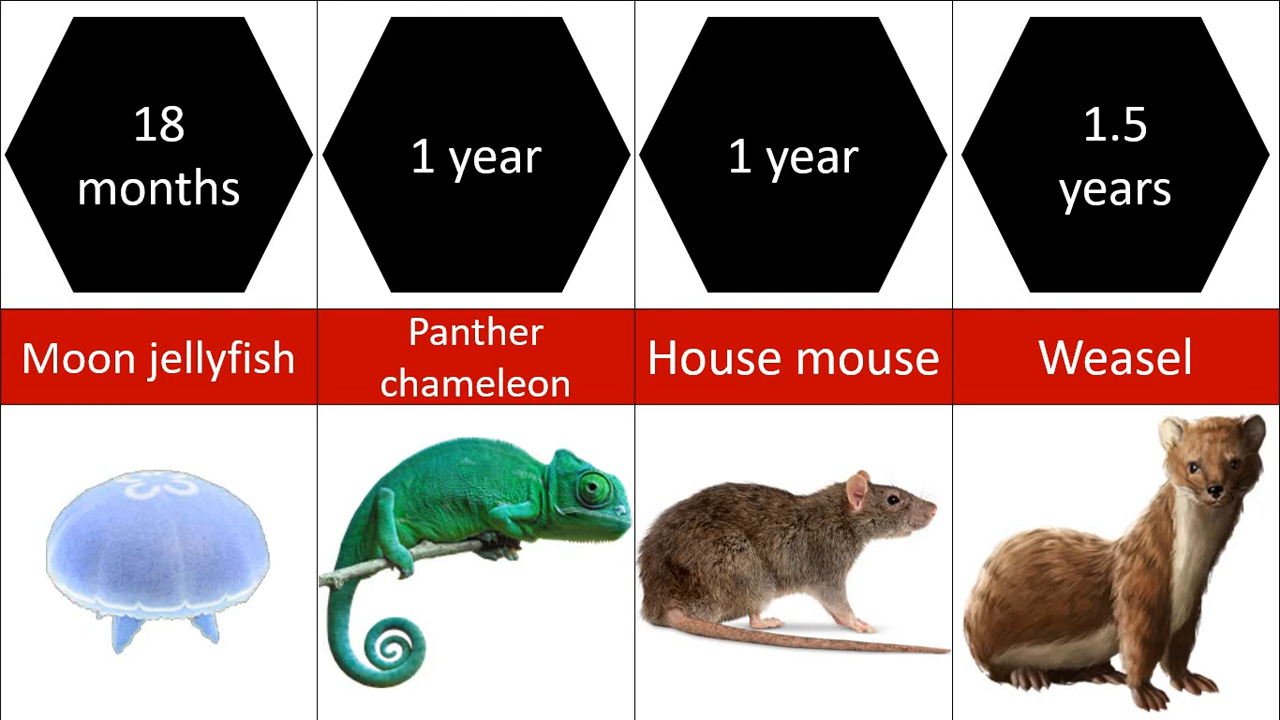 18
months
1 year
1 year
1.5
years
Moon jellyfish
Panther
chameleon
House mouse
Weasel